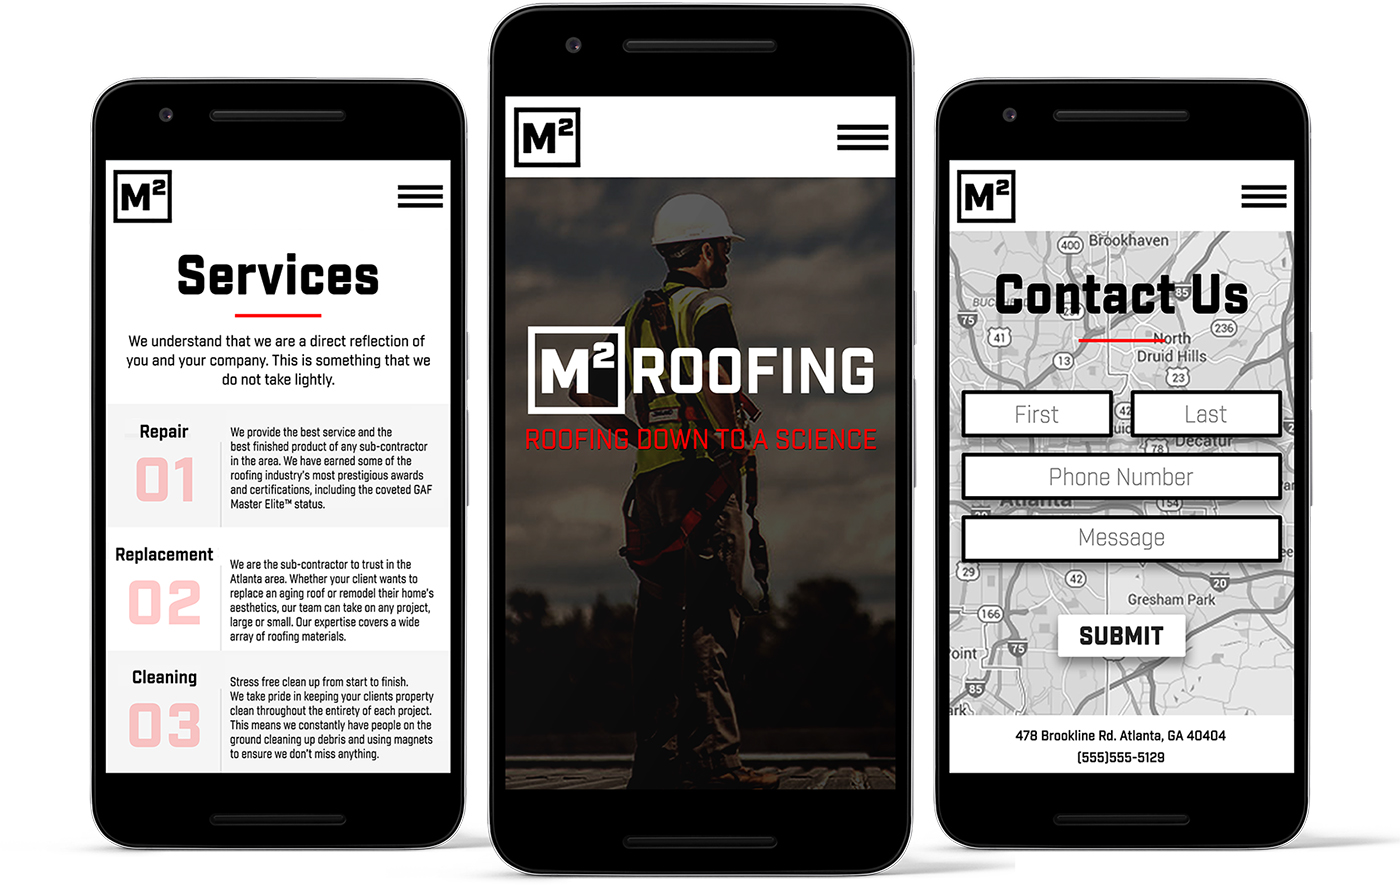 M²
Services
We understand that we are a direct reflection of
you and your company. This is something that we
do not take lightly.
Repair
01
We provide the best service and the
best finished product of any sub-contractor
in the area. We have earned some of the
roofing industry's most prestigious awards
and certifications, including the coveted GAF
Master Elite™ status.
Replacement
02
We are the sub-contractor to trust in the
Atlanta area. Whether your client wants to
replace an aging roof or remodel their home's
aesthetics, our team can take on any project,
large or small. Our expertise covers a wide
array of roofing materials.
Cleaning
03
Stress free clean up from start to finish.
We take pride in keeping your clients property
clean throughout the entirety of each project.
This means we constantly have people on the
ground cleaning up debris and using magnets
to ensure we don't miss anything.
M²
M² ROOFING
ROOFING DOWN TO A SCIENCE
M²
400 Brookhaven
Contact Us
85
75
236
41
North
Druid Hills
13
23
First
42
Last
78
Decatur
Phone Number
Atlanta
154
Message
29
42
20
Gresham Park
166
SUBMIT
75
85
478 Brookline Rd. Atlanta, GA 40404
(555)555-5129